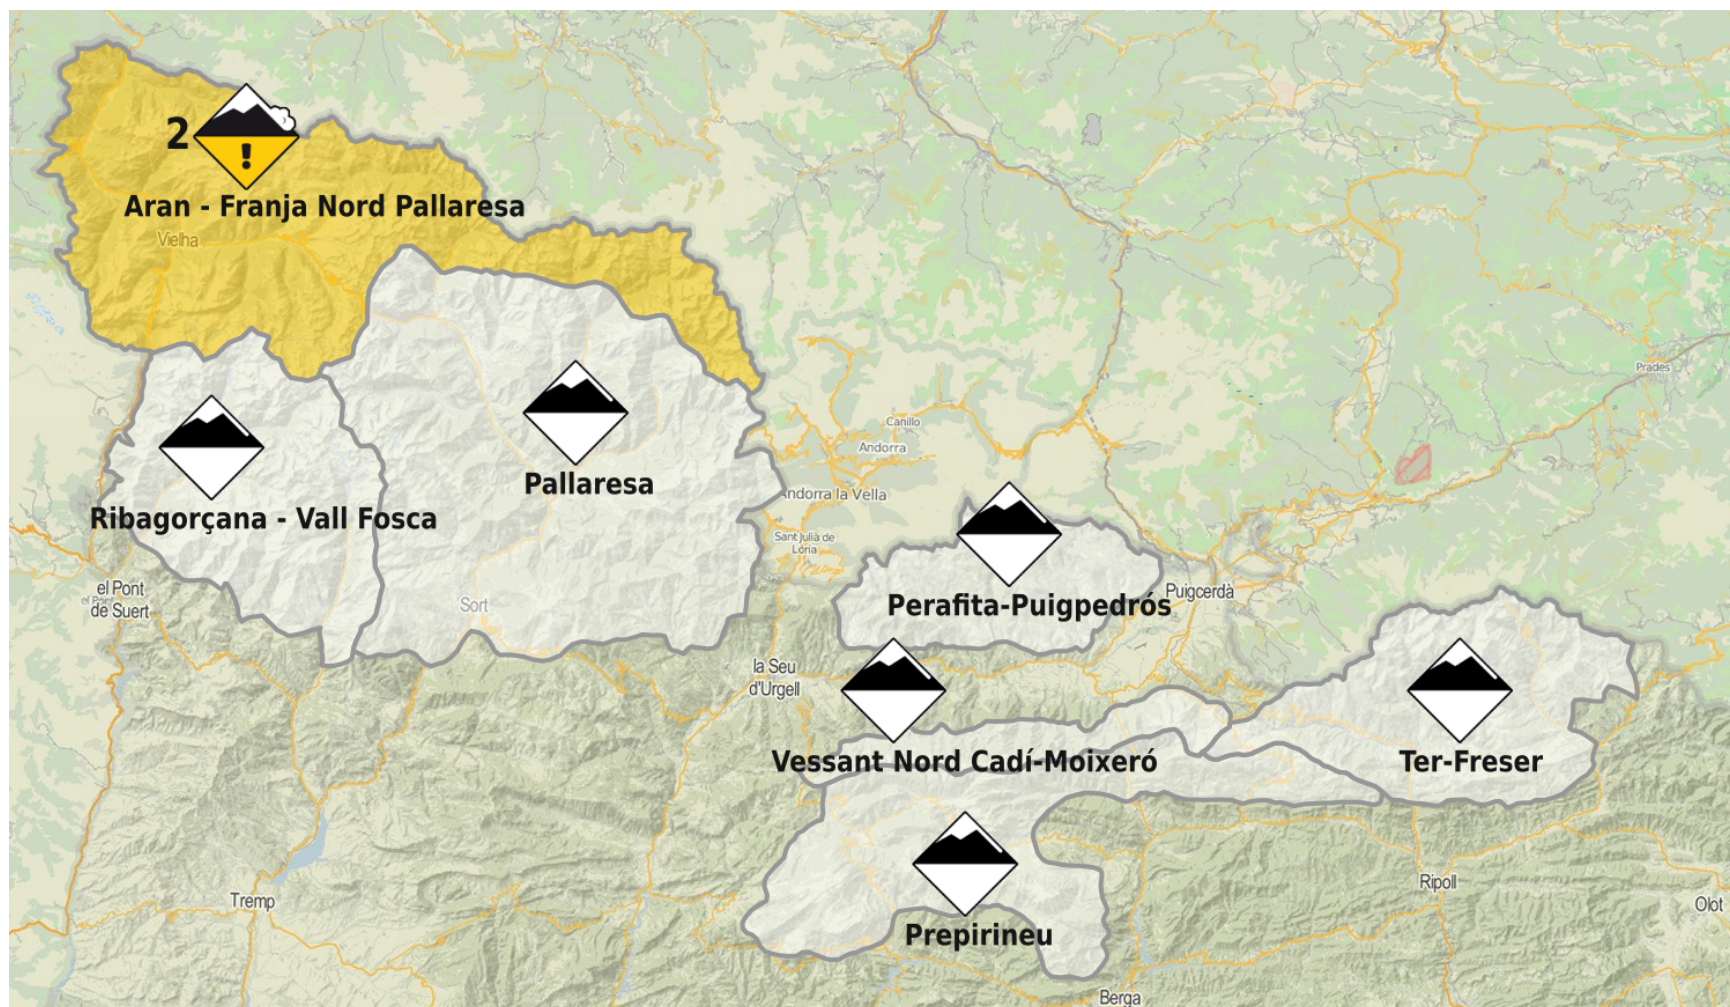 2
!
Aran - Franja Nord Pallaresa
Vielha
Prades
Canillo
Andorra
Pallaresa
Andorra la Vella
Ribagorçana - Vall Fosca
Sant Julià de
Lòria
el Pont
de Suert
Puigcerdà
Perafita-Puigpedrós
Sort
la Seu
d'Urgell
Vessant Nord Cadí-Moixeró
Ter-Freser
Ripoll
Tremp
Olot
Prepirineu
Berga